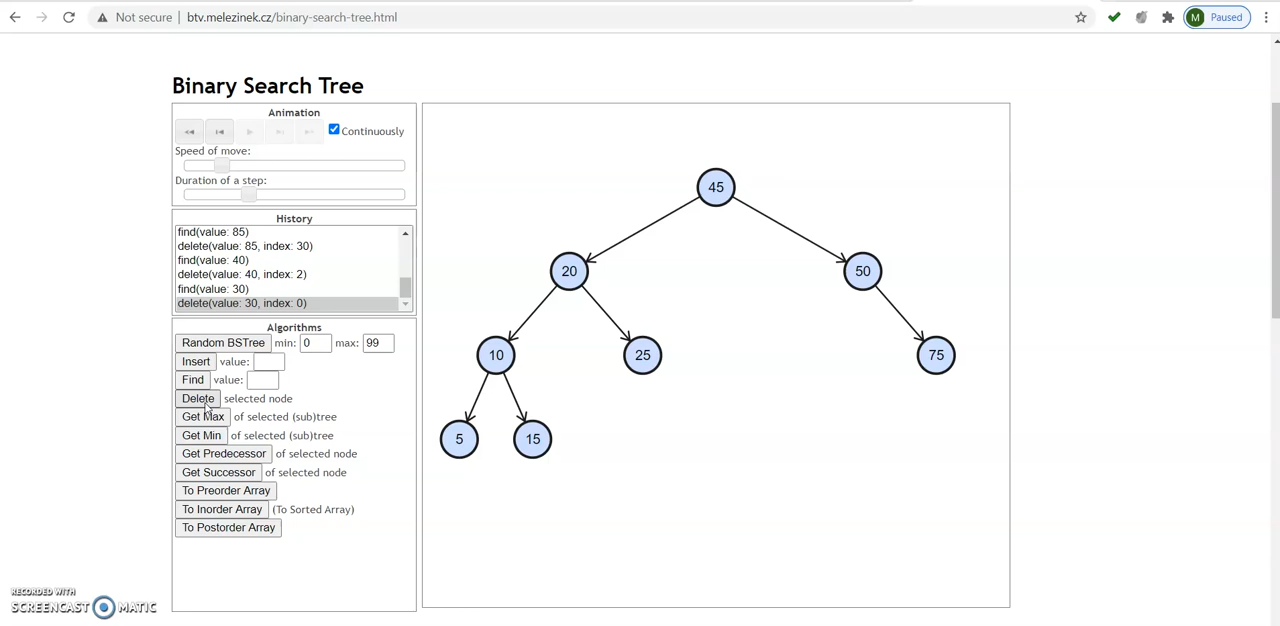 Not secure | btv.melezinek.cz/binary-search-tree.html
M Paused
Binary Search Tree
Animation
Continuously
Speed of move:
Duration of a step:
History
find(value: 85)
delete(value: 85, index: 30)
find(value: 40)
delete(value: 40, index: 2)
find(value: 30)
delete(value: 30, index: 0)
Algorithms
Random BSTree min: 0 max: 99
Insert value:
Find value:
Delete selected node
Get Max of selected (sub)tree
Get Min of selected (sub)tree
Get Predecessor of selected node
Get Successor of selected node
To Preorder Array
To Inorder Array (To Sorted Array)
To Postorder Array
45
20 50
10 25 75
5 15
RECORDED WITH
SCREENCAST MATIC